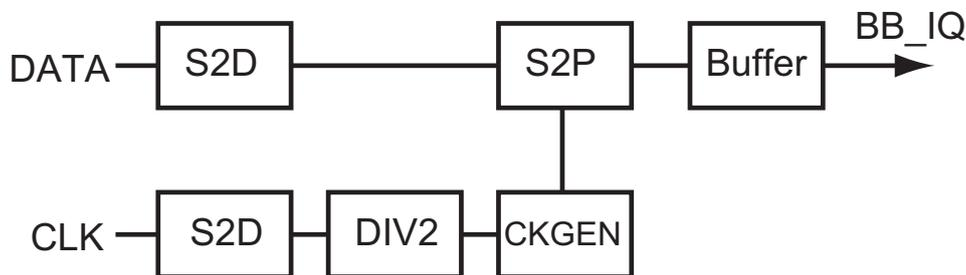 BB_IQ
DATA S2D S2P Buffer
CLK S2D DIV2 CKGEN